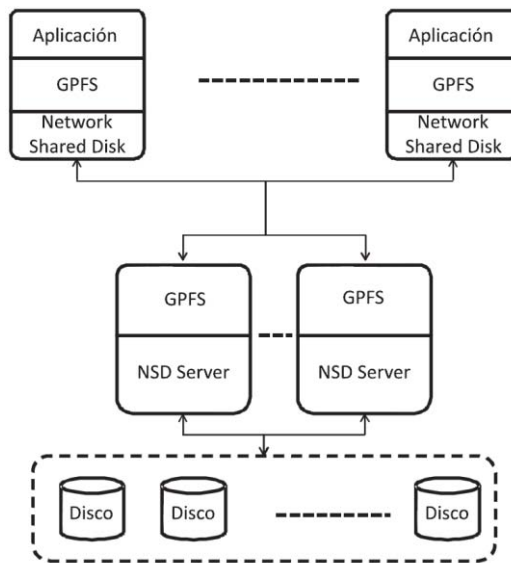 Aplicación
Aplicación
GPFS
GPFS
Network
Shared Disk
Network
Shared Disk
GPFS
GPFS
NSD Server
NSD Server
Disco
Disco
Disco